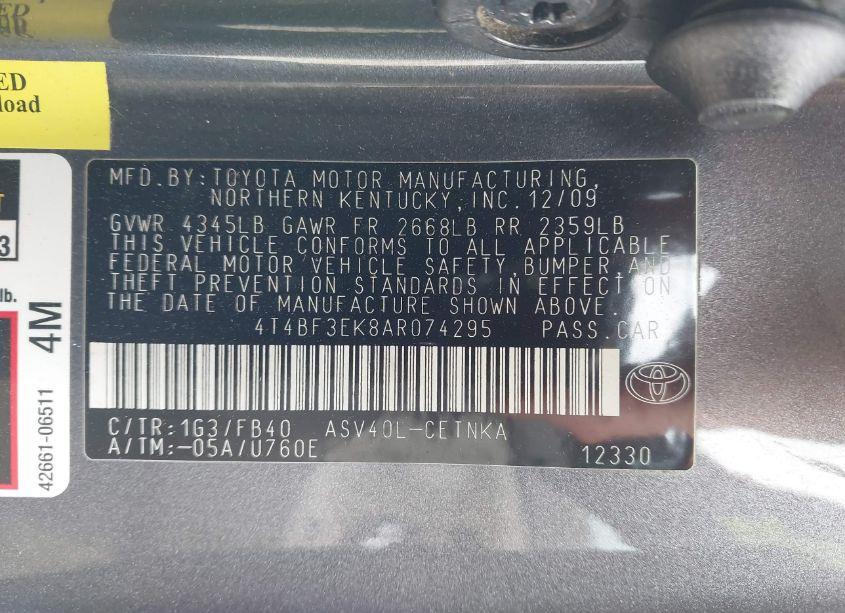 ED
load
T
3
lb.
4M
42661-06511
MFD.BY:TOYOTA MOTOR MANUFACTURING,
NORTHERN KENTUCKY,INC.12/09
GVWR 4345LB GAWR FR 2668LB RR 2359LB
THIS VEHICLE CONFORMS TO ALL APPLICABLE
FEDERAL MOTOR VEHICLE SAFETY,BUMPER,AND
THEFT PREVENTION STANDARDS IN EFFECT ON
THE DATE OF MANUFACTURE SHOWN ABOVE.
4T4BF3EK8AR074295 PASS.CAR
C/TR:1G3/FB40 ASV40L-CETNKA
A/TM:-05A/U760E 12330